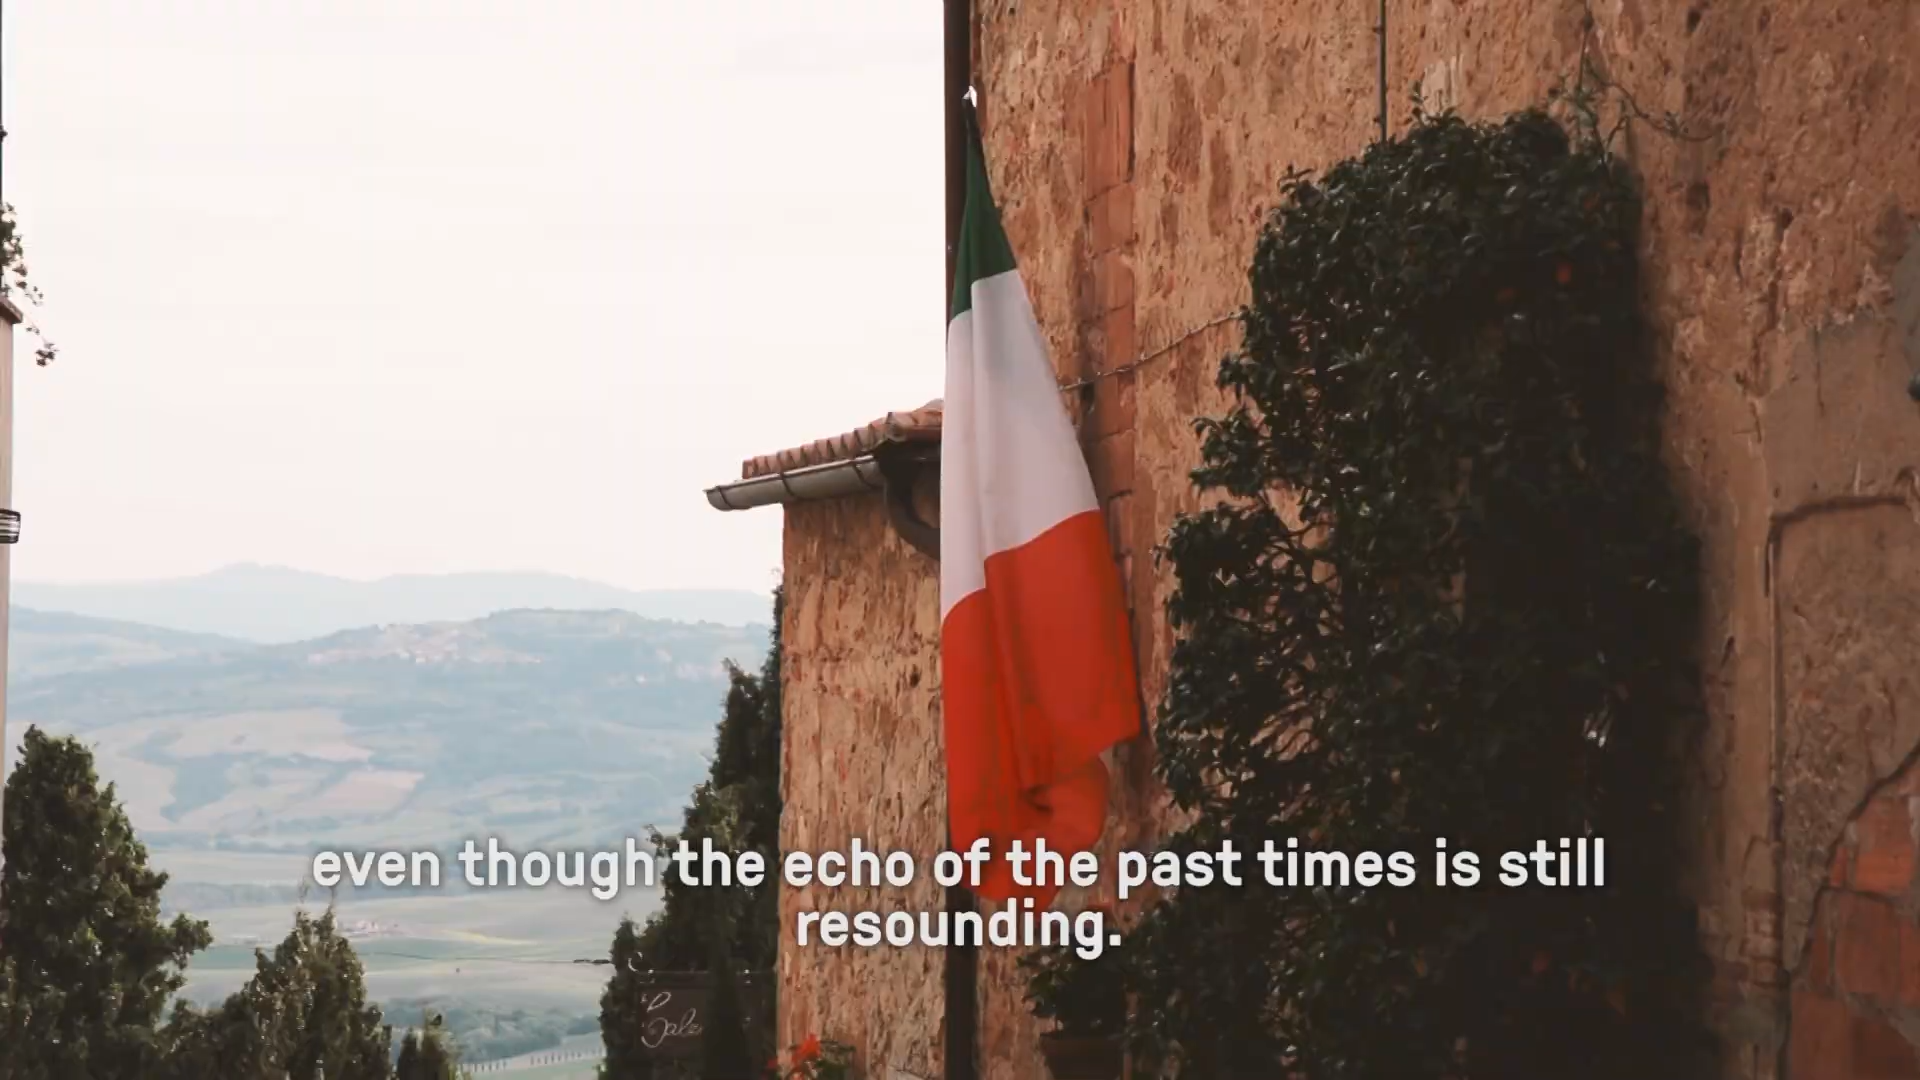 even though the echo of the past times is still
resounding.